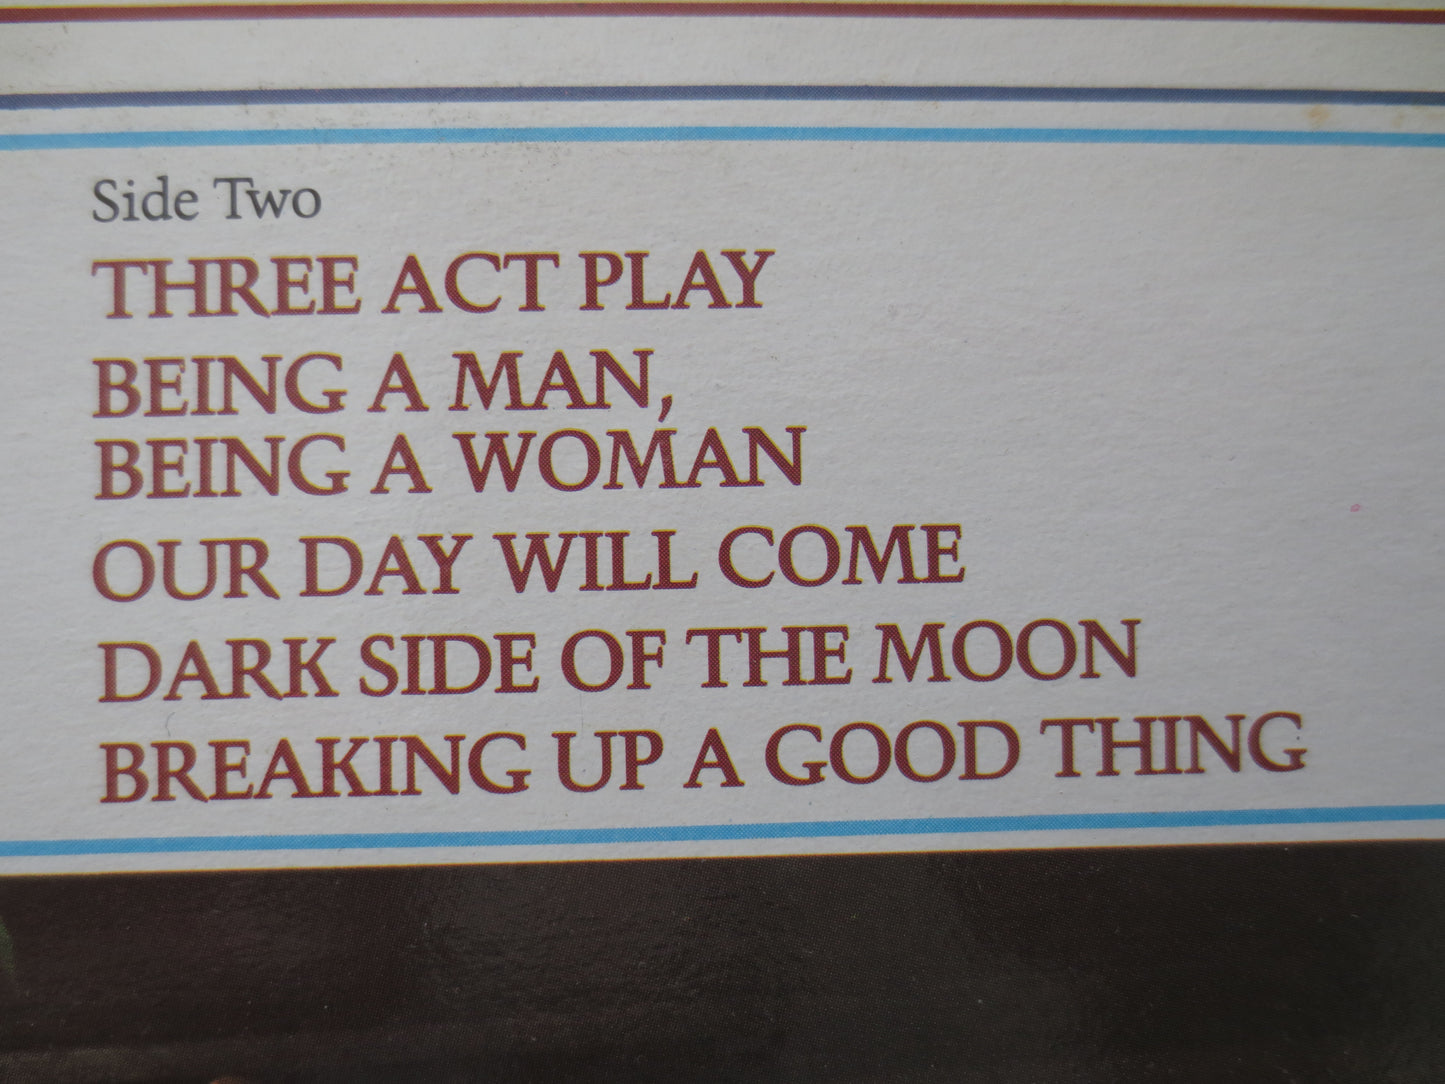 Side Two
THREE ACT PLAY
BEING A MAN,
BEING A WOMAN
OUR DAY WILL COME
DARK SIDE OF THE MOON
BREAKING UP A GOOD THING